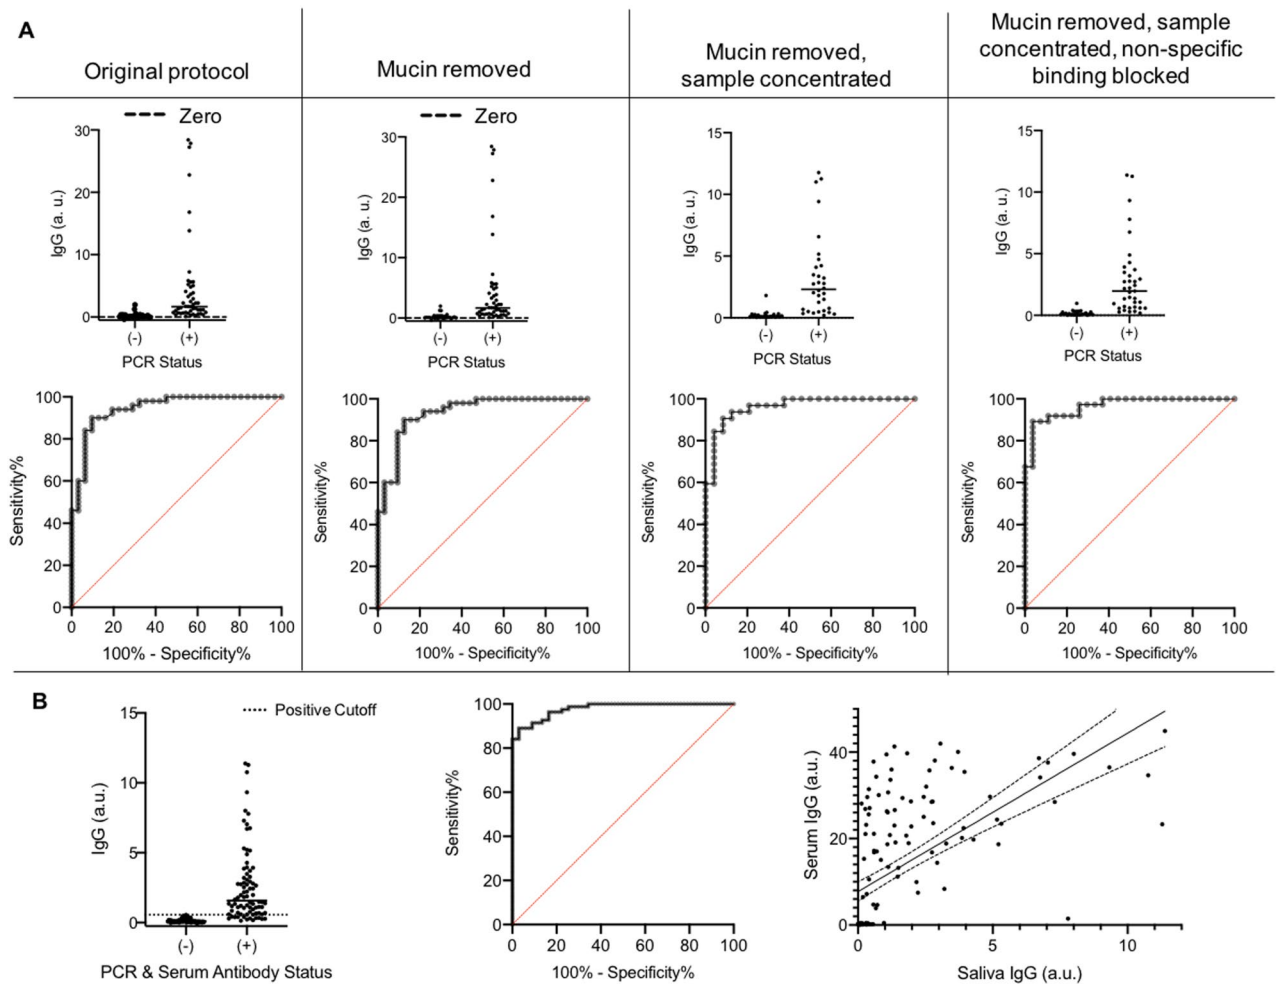 A
Original protocol
Mucin removed
Mucin removed,
sample concentrated
Mucin removed, sample
concentrated, non-specific
binding blocked
Zero
30
20
10
0
IgG (a. u.)
(-)
(+)
PCR Status
Zero
30
20
10
0
IgG (a. u.)
(-)
(+)
PCR Status
15
10
5
0
IgG (a. u.)
(-)
(+)
PCR Status
15
10
5
0
IgG (a. u.)
(-)
(+)
PCR Status
100
80
60
40
20
0
Sensitivity%
0 20 40 60 80 100
100% - Specificity%
100
80
60
40
20
0
Sensitivity%
0 20 40 60 80 100
100% - Specificity%
100
80
60
40
20
0
Sensitivity%
0 20 40 60 80 100
100% - Specificity%
100
80
60
40
20
0
Sensitivity%
0 20 40 60 80 100
100% - Specificity%
B
Positive Cutoff
15
10
5
0
IgG (a.u.)
(-)
(+)
PCR & Serum Antibody Status
100
80
60
40
20
0
Sensitivity%
0 20 40 60 80 100
100% - Specificity%
40
20
0
Serum IgG (a.u.)
0 5 10
Saliva IgG (a.u.)